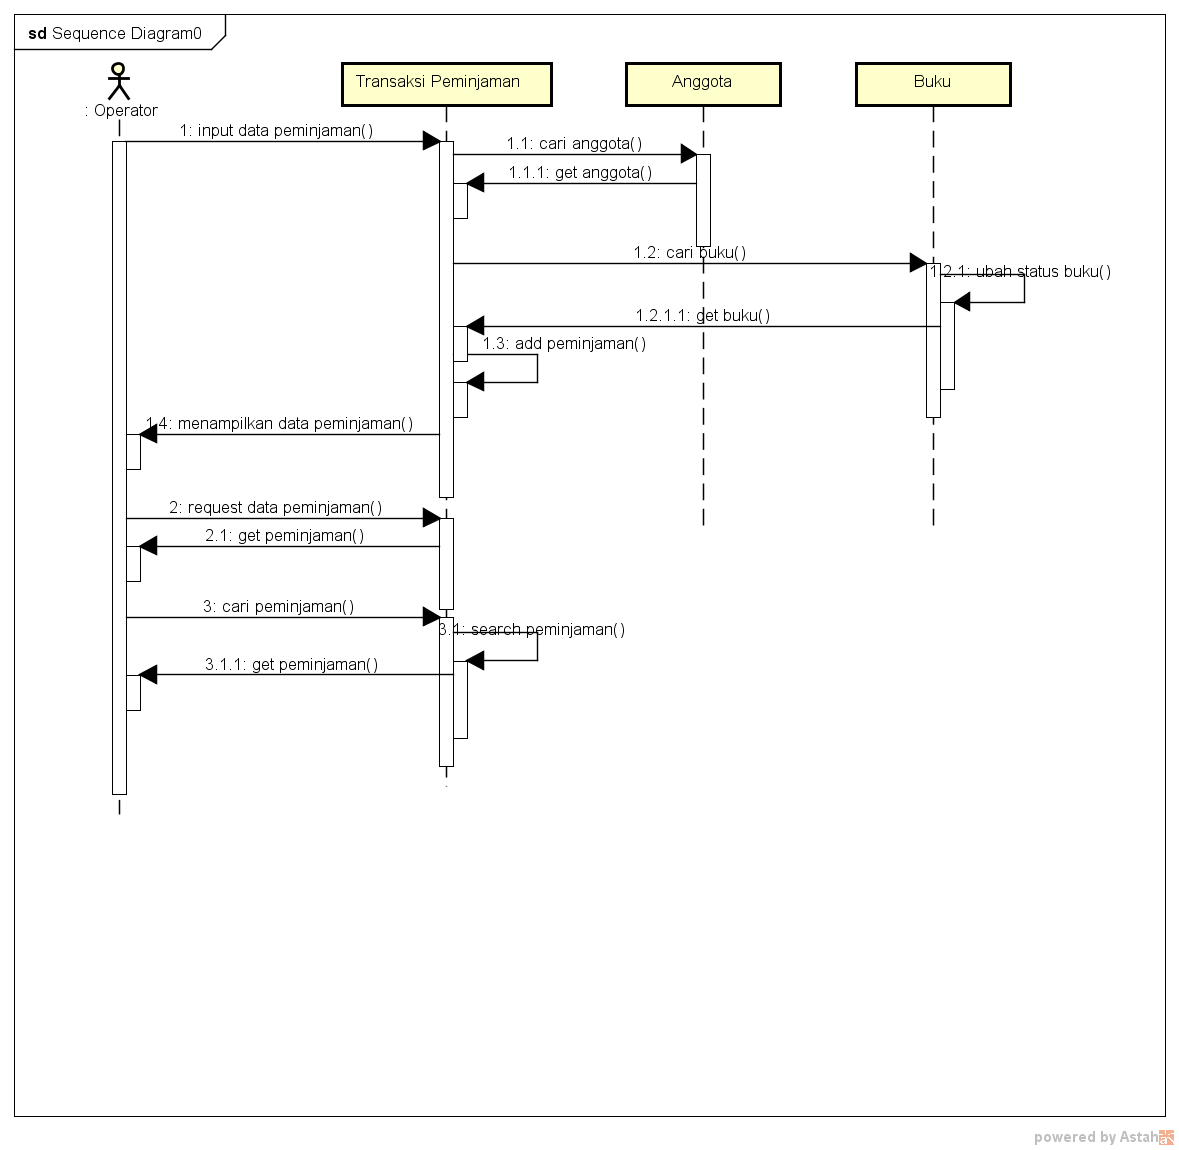 sd Sequence Diagram0
: Operator
Transaksi Peminjaman
Anggota
Buku
1: input data peminjaman()
1.1: cari anggota()
1.1.1: get anggota()
1.2: cari buku()
1.2.1: ubah status buku()
1.2.1.1: get buku()
1.3: add peminjaman()
1.4: menampilkan data peminjaman()
2: request data peminjaman()
2.1: get peminjaman()
3: cari peminjaman()
3.1: search peminjaman()
3.1.1: get peminjaman()
powered by Astah